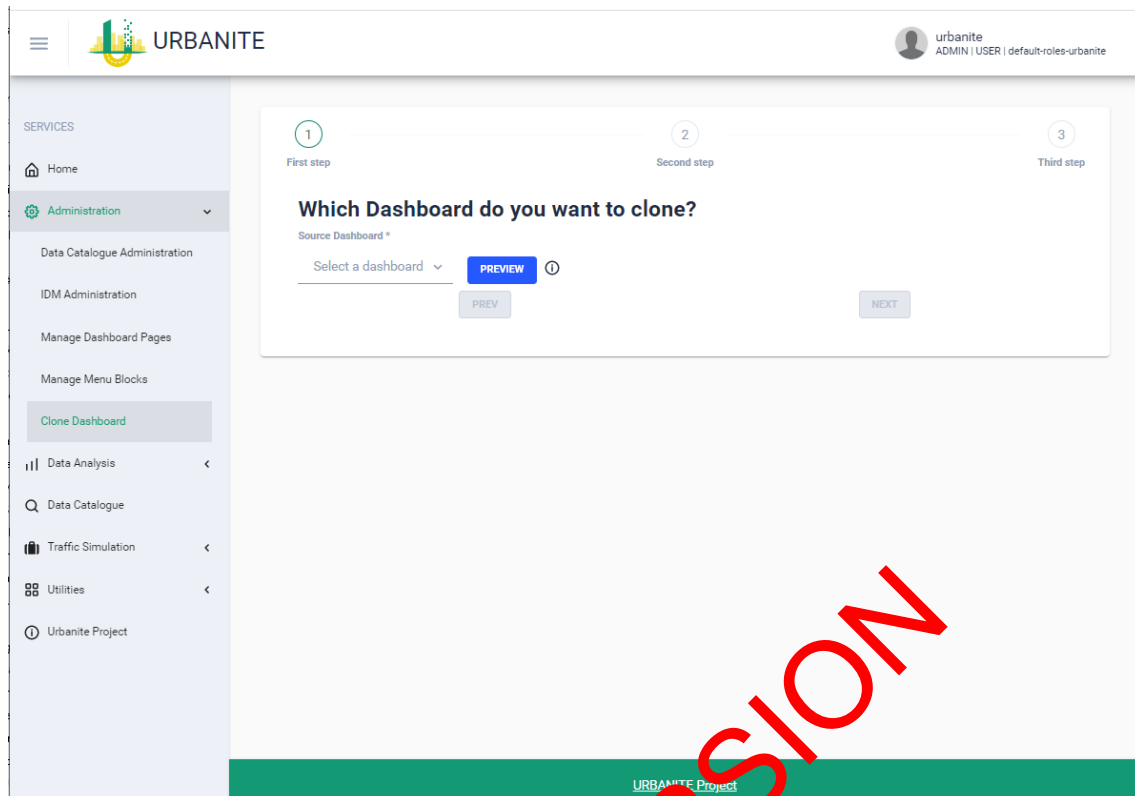 URBANITE
urbanite
ADMIN | USER | default-roles-urbanite
SERVICES
Home
Administration
Data Catalogue Administration
IDM Administration
Manage Dashboard Pages
Manage Menu Blocks
Clone Dashboard
Data Analysis
Data Catalogue
Traffic Simulation
Utilities
Urbanite Project
1
2
3
First step
Second step
Third step
Which Dashboard do you want to clone?
Source Dashboard *
Select a dashboard
PREVIEW
PREV
NEXT
SION
URBANITE Project